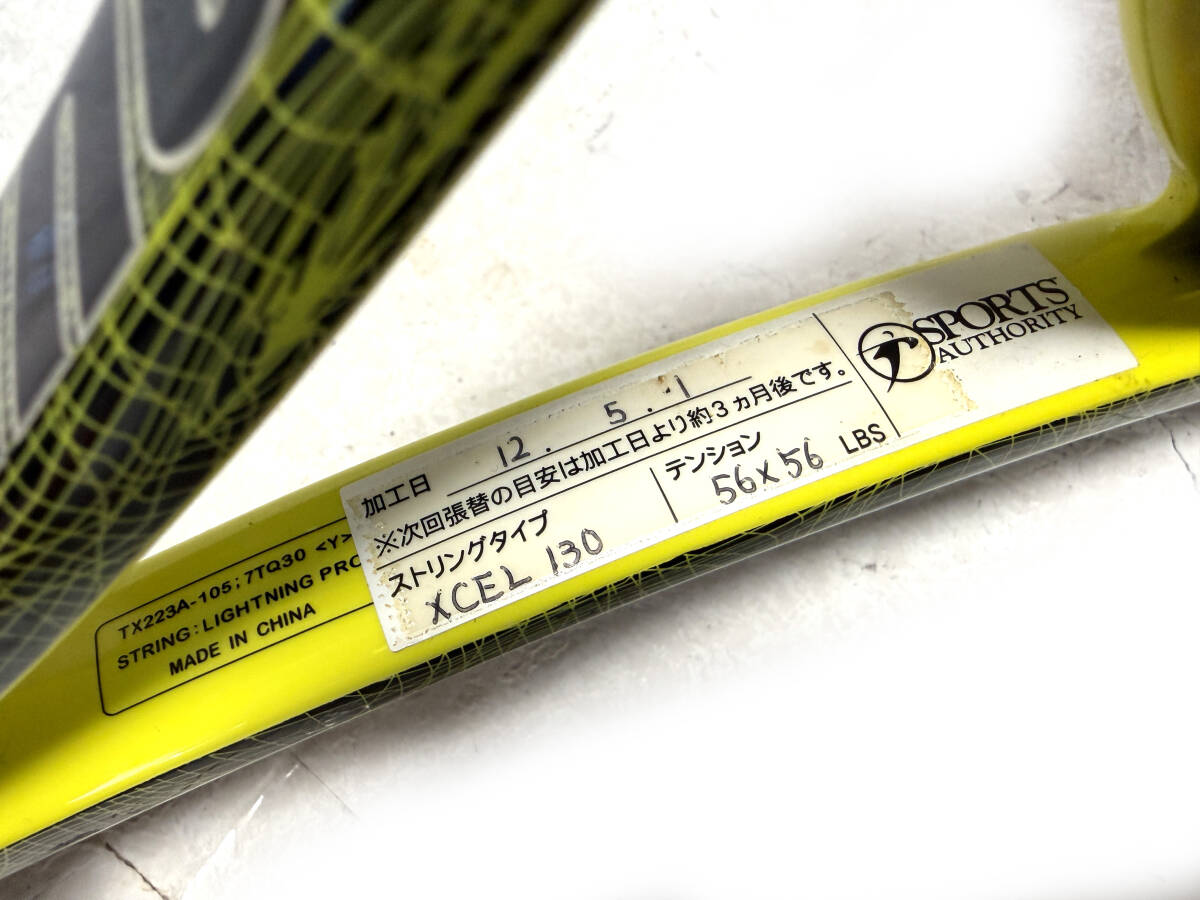 SPORTS
AUTHORITY
加工日 12. 5. 1
※次回張替の目安は加工日より約3ヵ月後です。
ストリングタイプ
XCEL 130
テンション
56x56 LBS
TX223A-105; 7TQ30 <Y>
STRING: LIGHTNING PRO
MADE IN CHINA